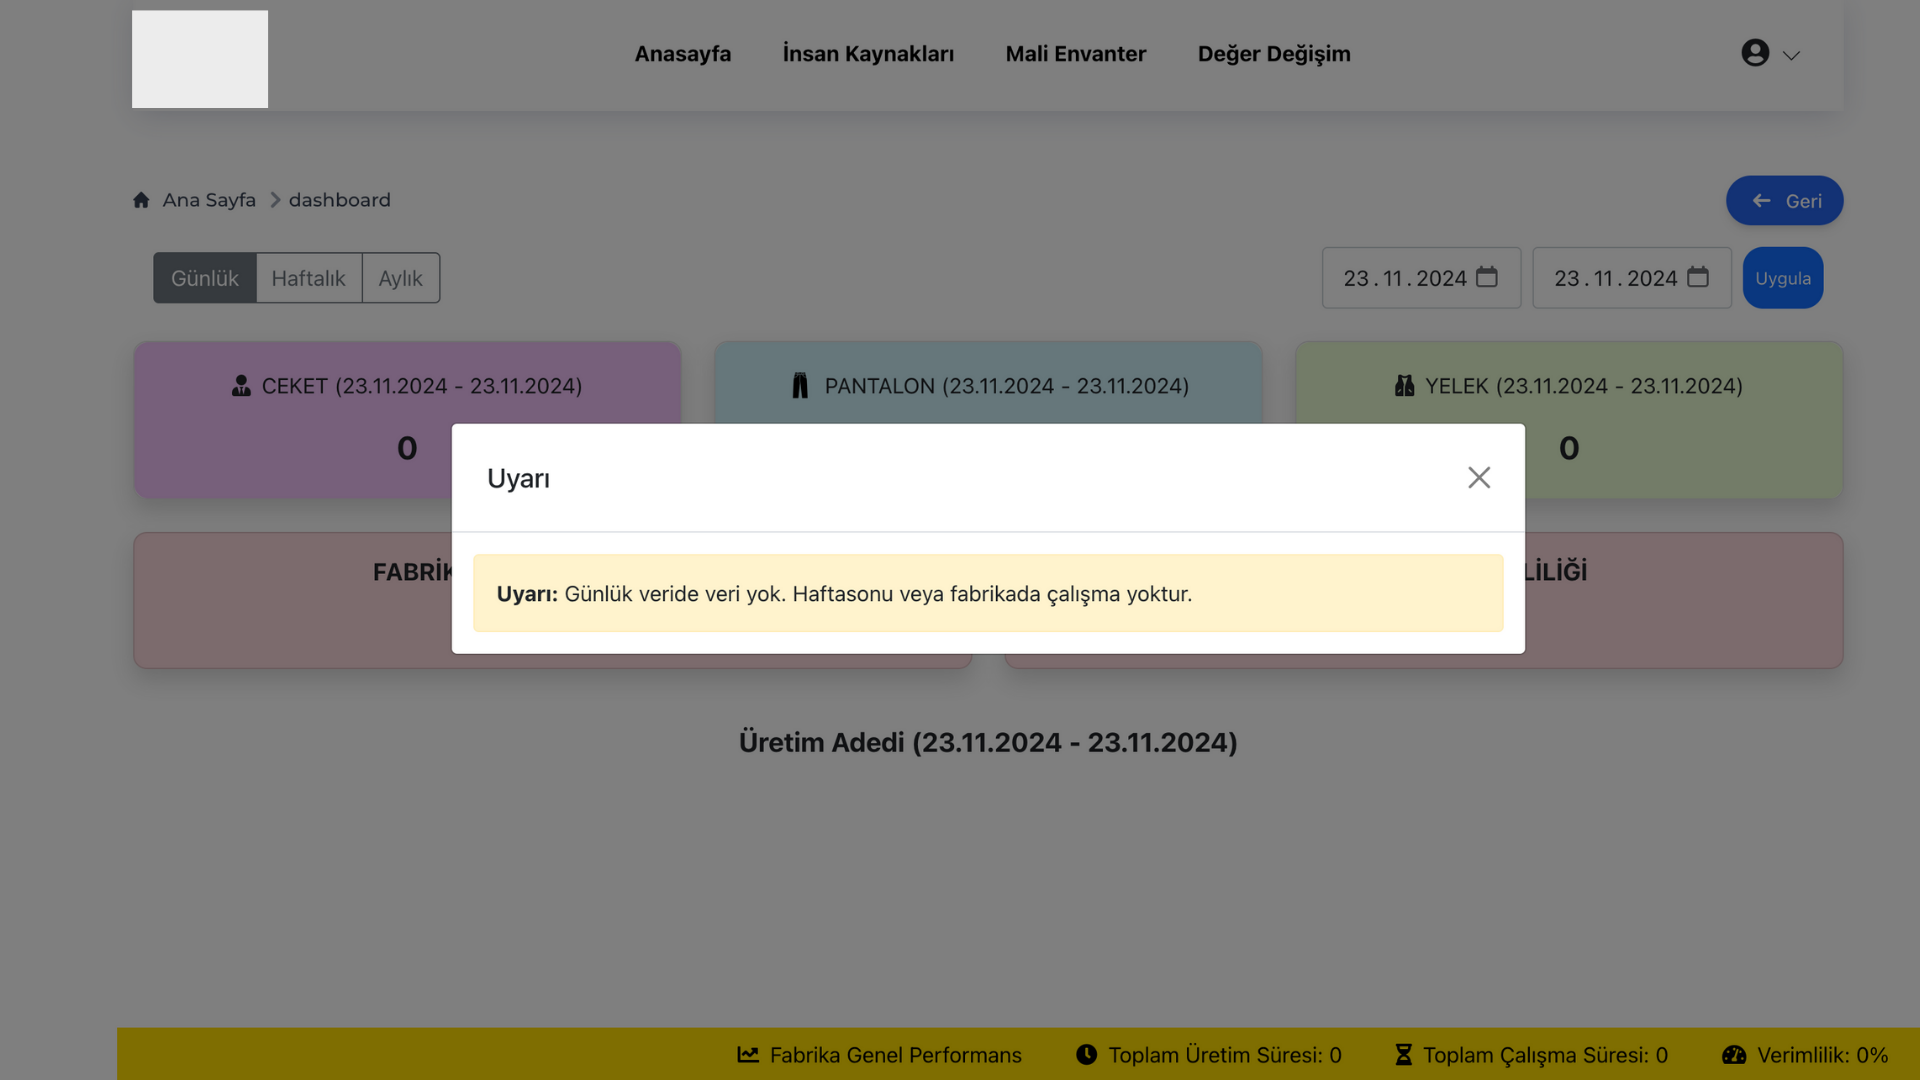 Anasayfa İnsan Kaynakları Mali Envanter Değer Değişim
Ana Sayfa dashboard
Geri
Günlük Haftalık Aylık
23.11.2024 23.11.2024 Uygula
CEKET (23.11.2024 - 23.11.2024)
0
PANTALON (23.11.2024 - 23.11.2024)
YELEK (23.11.2024 - 23.11.2024)
0
Uyarı
Uyarı: Günlük veride veri yok. Haftasonu veya fabrikada çalışma yoktur.
Üretim Adedi (23.11.2024 - 23.11.2024)
Fabrika Genel Performans Toplam Üretim Süresi: 0 Toplam Çalışma Süresi: 0 Verimlilik: 0%